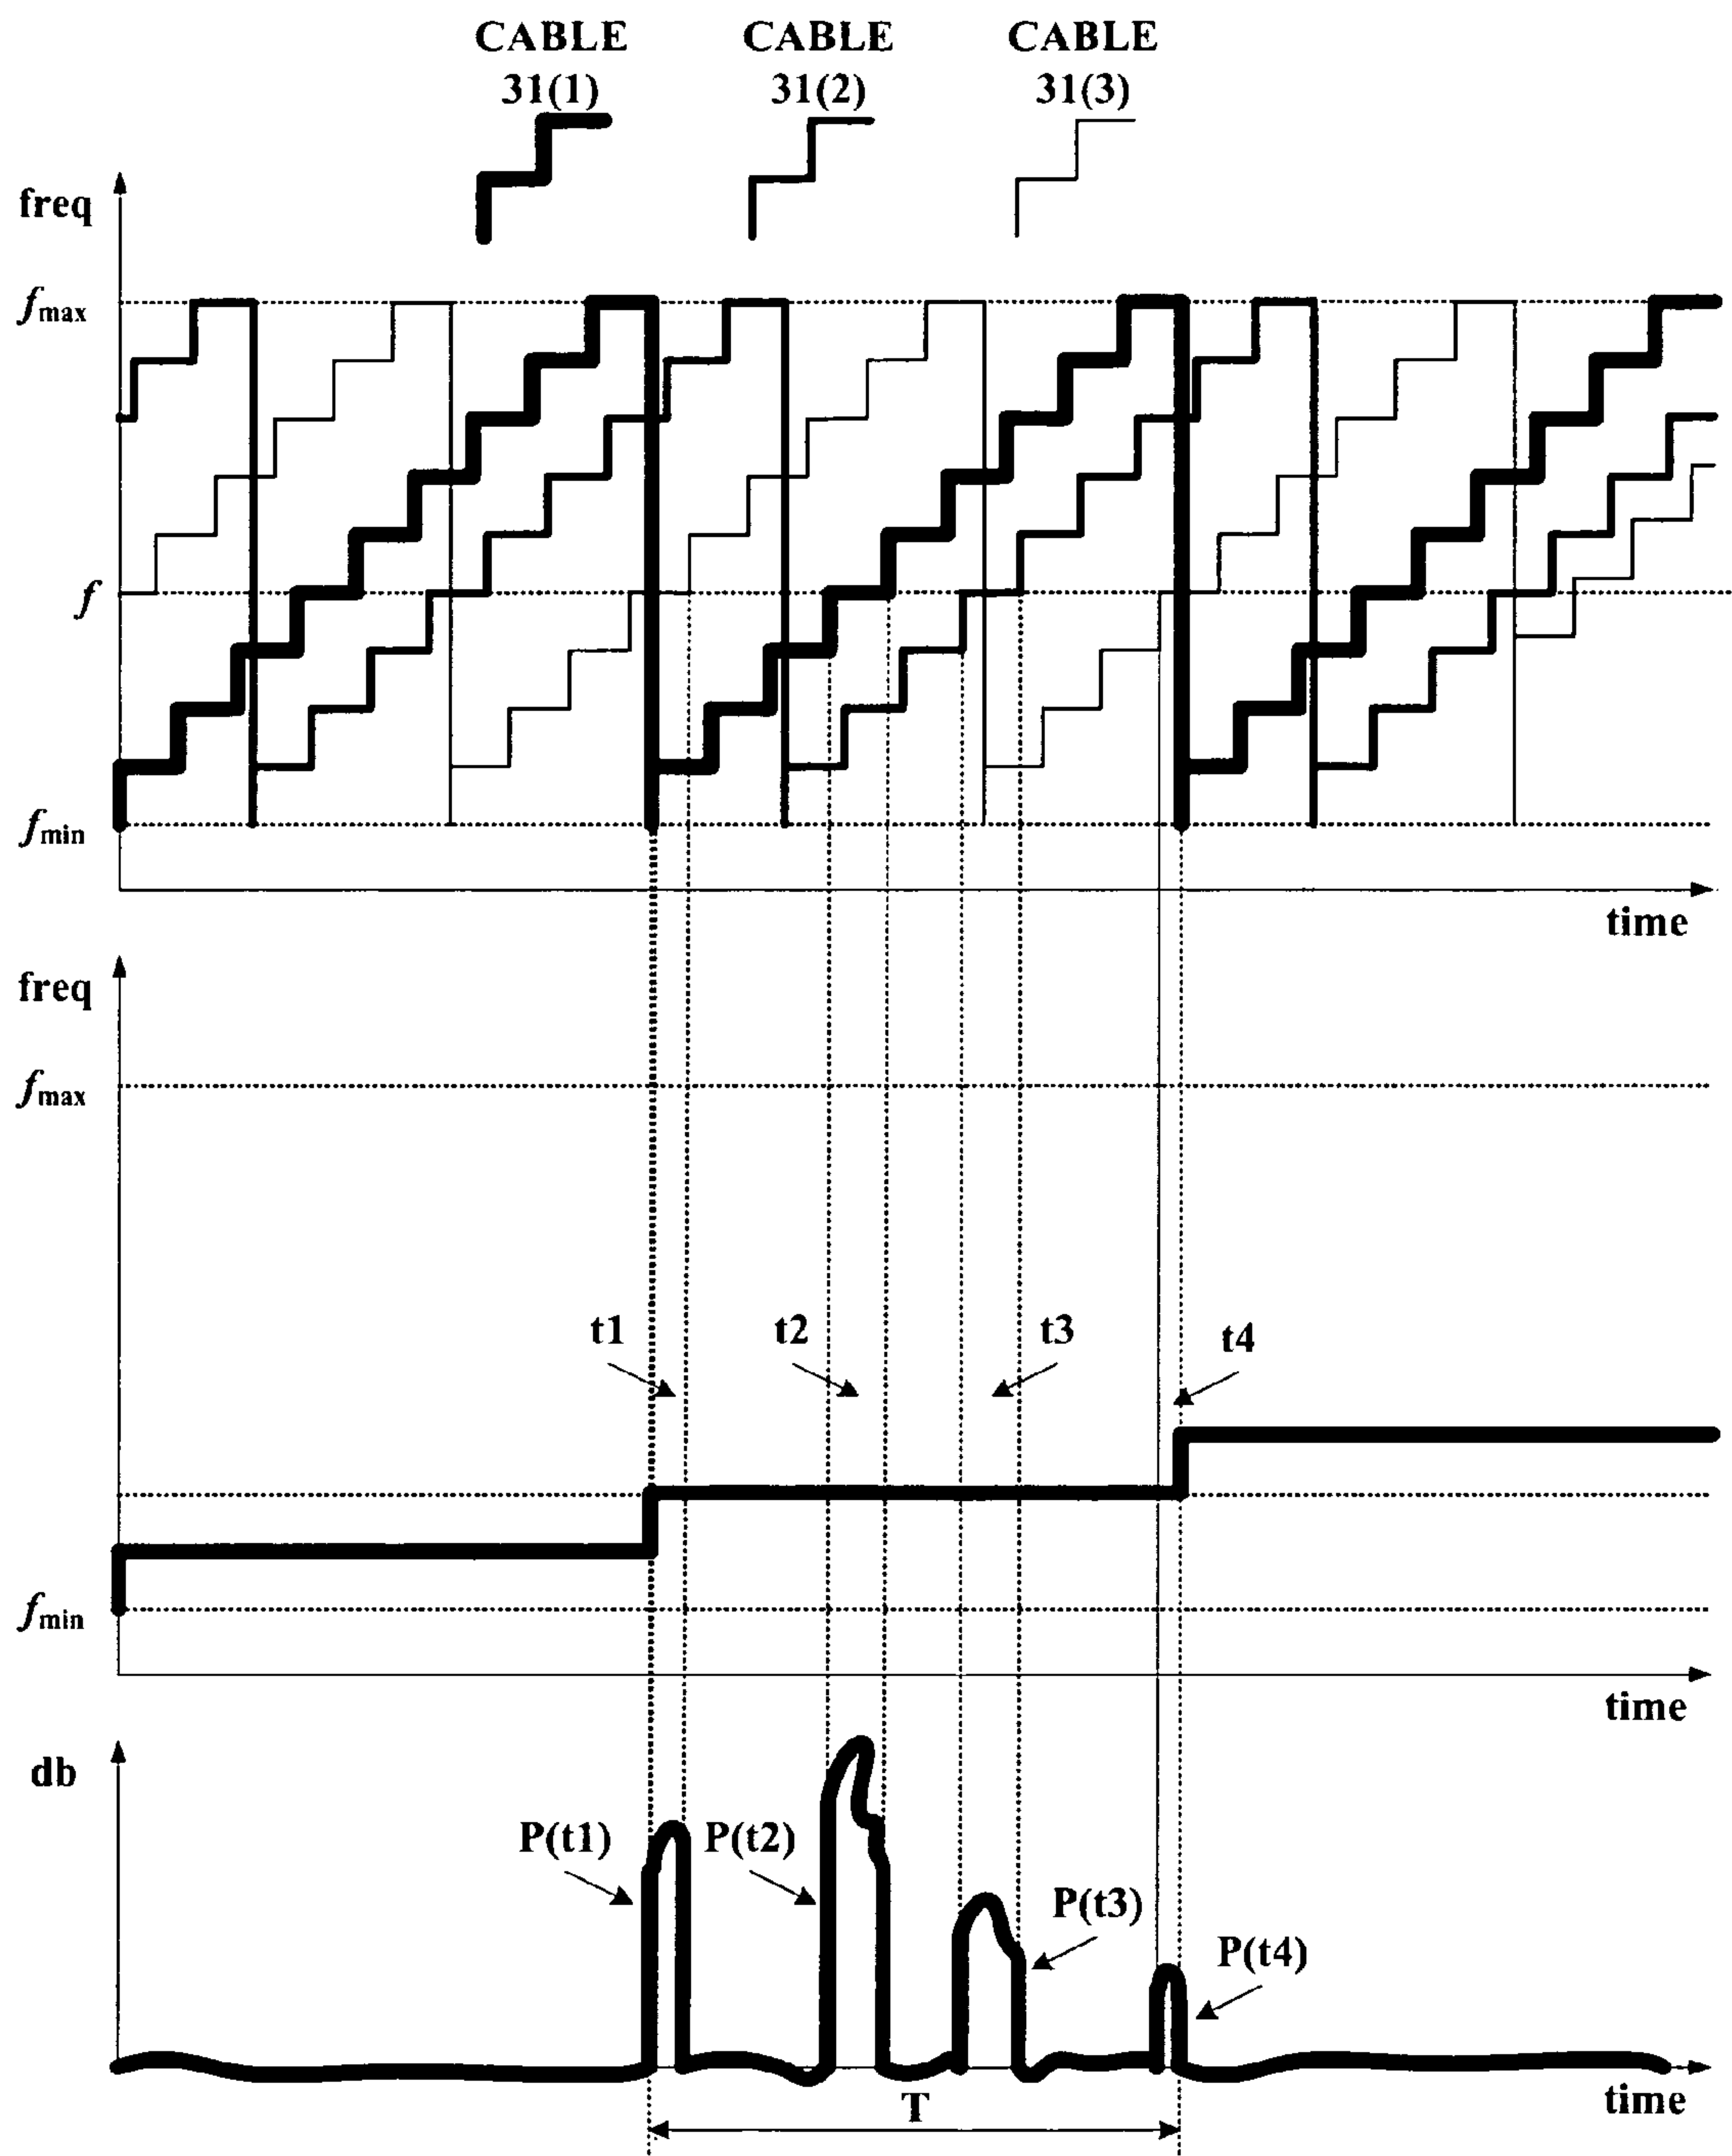 CABLE 31(1)
CABLE 31(2)
CABLE 31(3)
freq
fmax
f
fmin
time
freq
fmax
t1
t2
t3
t4
fmin
time
db
P(t1)
P(t2)
P(t3)
P(t4)
time
T